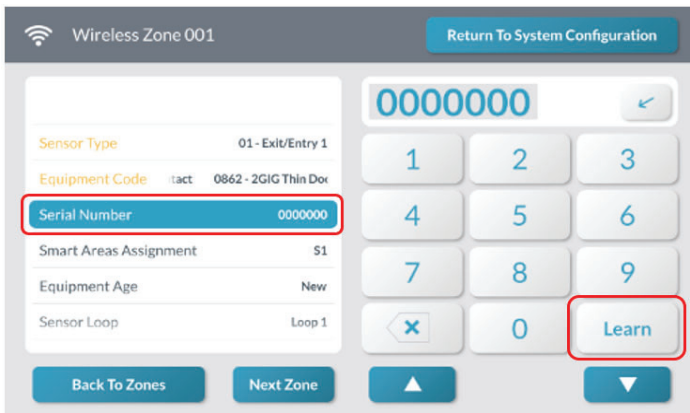 Wireless Zone 001
Return To System Configuration
Sensor Type 01 - Exit/Entry 1
Equipment Code tact 0862 - 2GIG Thin Doo
Serial Number 0000000
Smart Areas Assignment S1
Equipment Age New
Sensor Loop Loop 1
Back To Zones
Next Zone
0000000
1 2 3
4 5 6
7 8 9
0 Learn